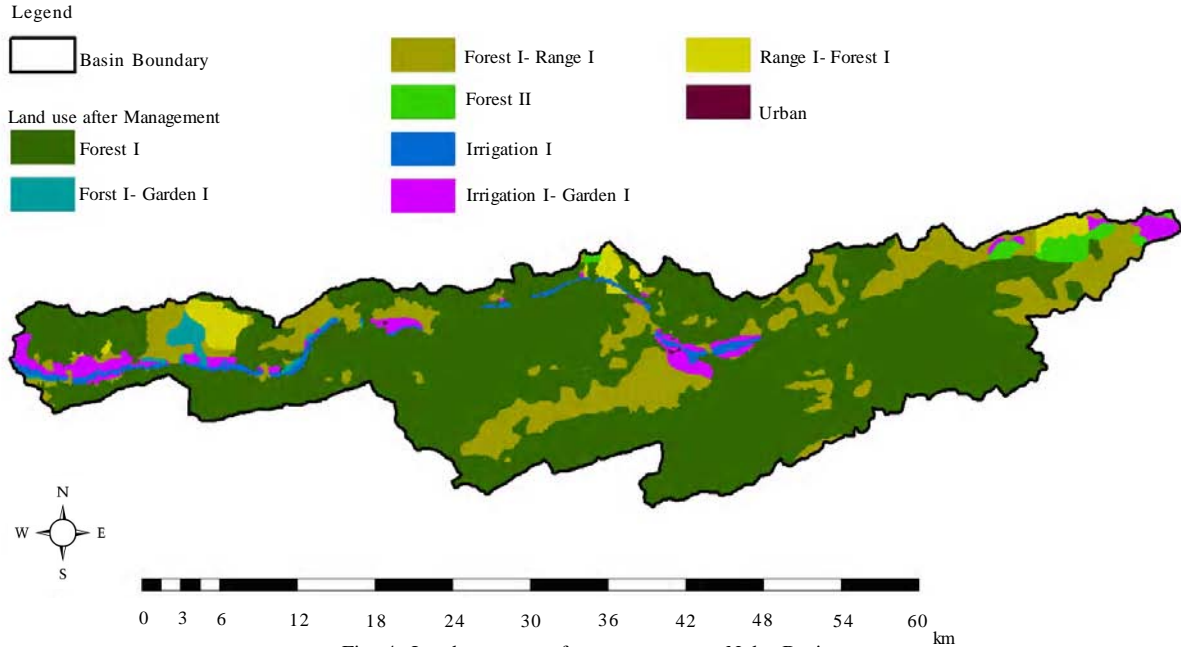 Legend
Basin Boundary
Land use after Management
Forest I
Forst I- Garden I
Forest I- Range I
Forest II
Irrigation I
Irrigation I- Garden I
Range I- Forest I
Urban
N
W E
S
0 3 6 12 18 24 30 36 42 48 54 60
km